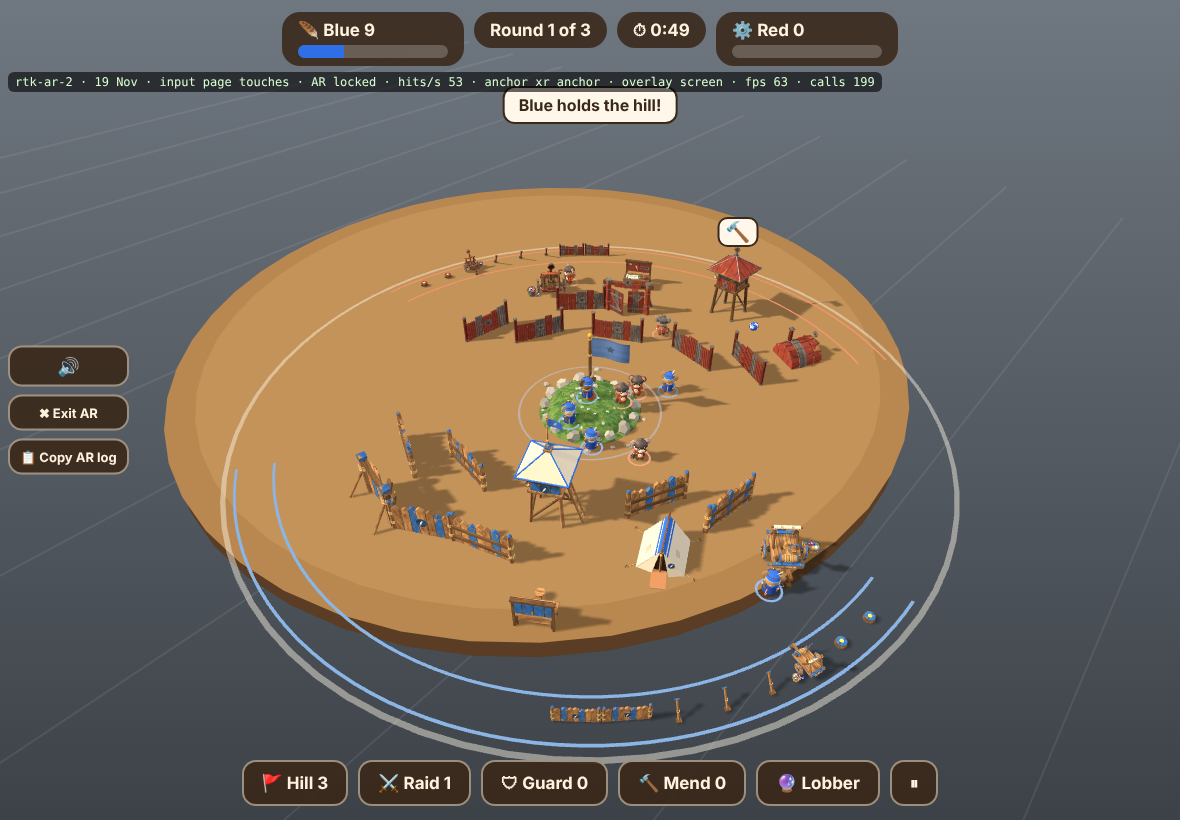 Blue 9
Round 1 of 3
0:49
Red 0
rtk-ar-2 · 19 Nov · input page touches · AR locked · hits/s 53 · anchor xr anchor · overlay screen · fps 63 · calls 199
Blue holds the hill!
Exit AR
Copy AR log
Hill 3
Raid 1
Guard 0
Mend 0
Lobber